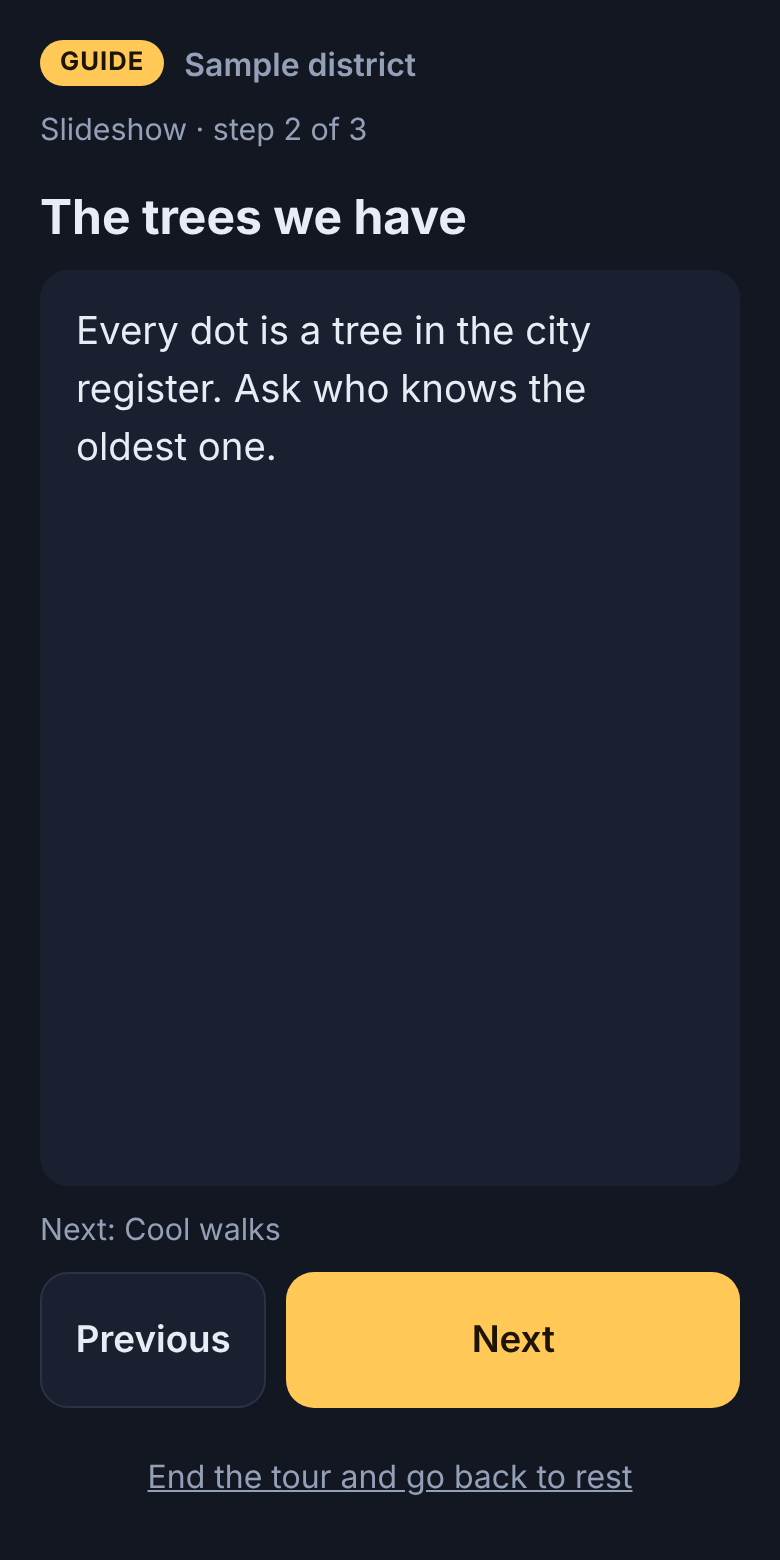 GUIDE Sample district
Slideshow · step 2 of 3
The trees we have
Every dot is a tree in the city
register. Ask who knows the
oldest one.
Next: Cool walks
Previous Next
End the tour and go back to rest